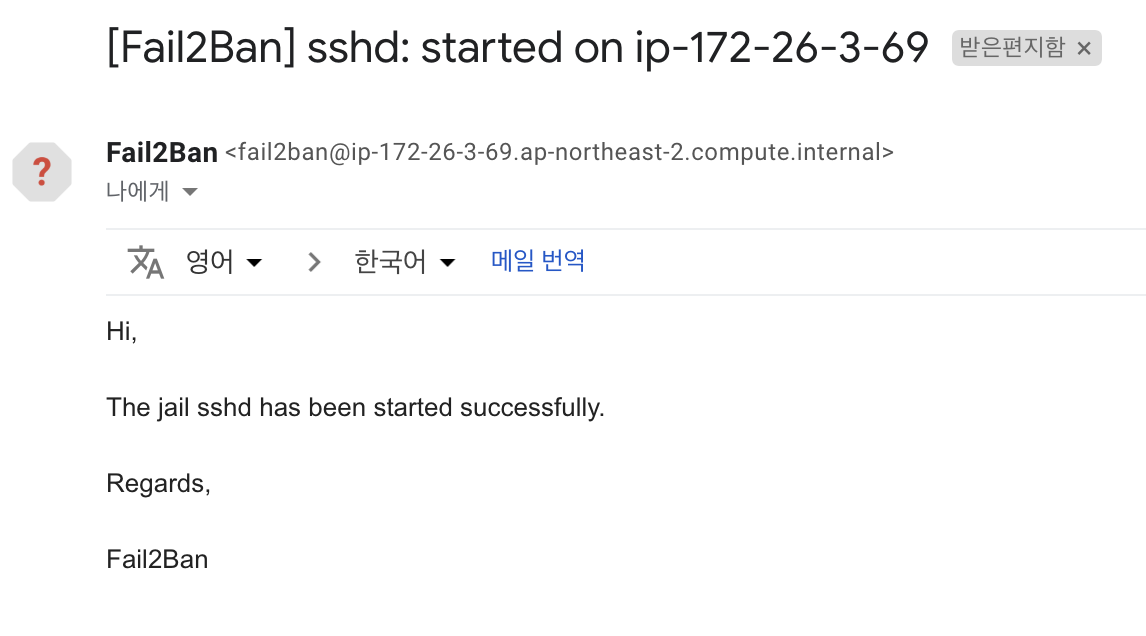 [Fail2Ban] sshd: started on ip-172-26-3-69 받은편지함 ×
Fail2Ban <fail2ban@ip-172-26-3-69.ap-northeast-2.compute.internal>
?
나에게
文A 영어 > 한국어 메일 번역
Hi,
The jail sshd has been started successfully.
Regards,
Fail2Ban